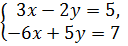 3x − 2y = 5,
−6x + 5y = 7